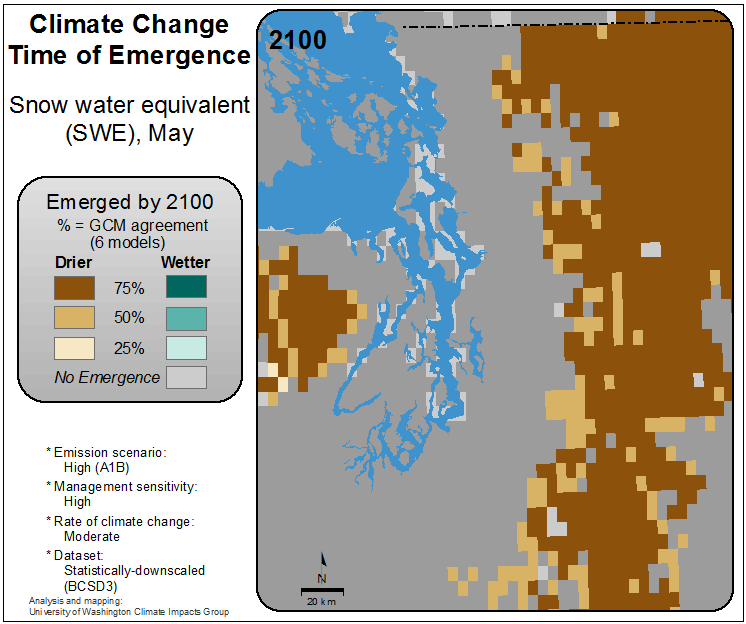 Climate Change
Time of Emergence
Snow water equivalent
(SWE), May
Emerged by 2100
% = GCM agreement
(6 models)
Drier Wetter
75%
50%
25%
No Emergence
* Emission scenario:
High (A1B)
* Management sensitivity:
High
* Rate of climate change:
Moderate
* Dataset:
Statistically-downscaled
(BCSD3)
Analysis and mapping:
University of Washington Climate Impacts Group
2100
N
20 km